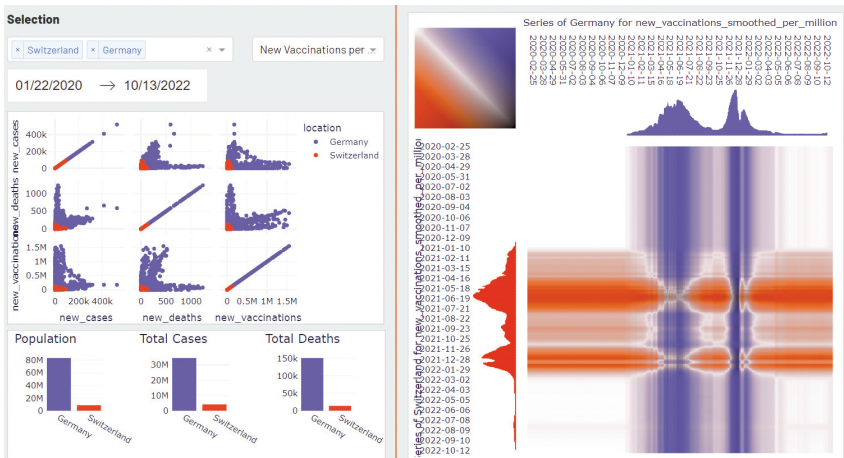 Selection
× Switzerland × Germany ×
New Vaccinations per .
01/22/2020 → 10/13/2022
new_cases
400k
200k
0
new_deaths
1000
500
0
new_vaccinations
1.5M
1M
0.5M
0
0 200k 400k
0 500 1000
0 0.5M 1M 1.5M
new_cases new_deaths new_vaccinations
location
Germany
Switzerland
Population
80M
60M
40M
20M
0
Germany
Switzerland
Total Cases
30M
20M
10M
0
Germany
Switzerland
Total Deaths
150k
100k
50k
0
Germany
Switzerland
Series of Germany for new_vaccinations_smoothed_per_million
2020-02-25
2020-03-28
2020-04-29
2020-05-31
2020-07-02
2020-08-03
2020-09-04
2020-10-06
2020-11-07
2020-12-09
2021-01-10
2021-02-11
2021-03-15
2021-04-16
2021-05-18
2021-06-19
2021-07-21
2021-08-22
2021-09-23
2021-10-25
2021-11-26
2021-12-28
2022-01-29
2022-03-02
2022-04-03
2022-05-05
2022-06-06
2022-07-08
2022-08-09
2022-09-10
2022-10-12
eries of Switzerland for new_vaccinations_smoothed_per_millio
2020-02-25
2020-03-28
2020-04-29
2020-05-31
2020-07-02
2020-08-03
2020-09-04
2020-10-06
2020-11-07
2020-12-09
2021-01-10
2021-02-11
2021-03-15
2021-04-16
2021-05-18
2021-06-19
2021-07-21
2021-08-22
2021-09-23
2021-10-25
2021-11-26
2021-12-28
2022-01-29
2022-03-02
2022-04-03
2022-05-05
2022-06-06
2022-07-08
2022-08-09
2022-09-10
2022-10-12